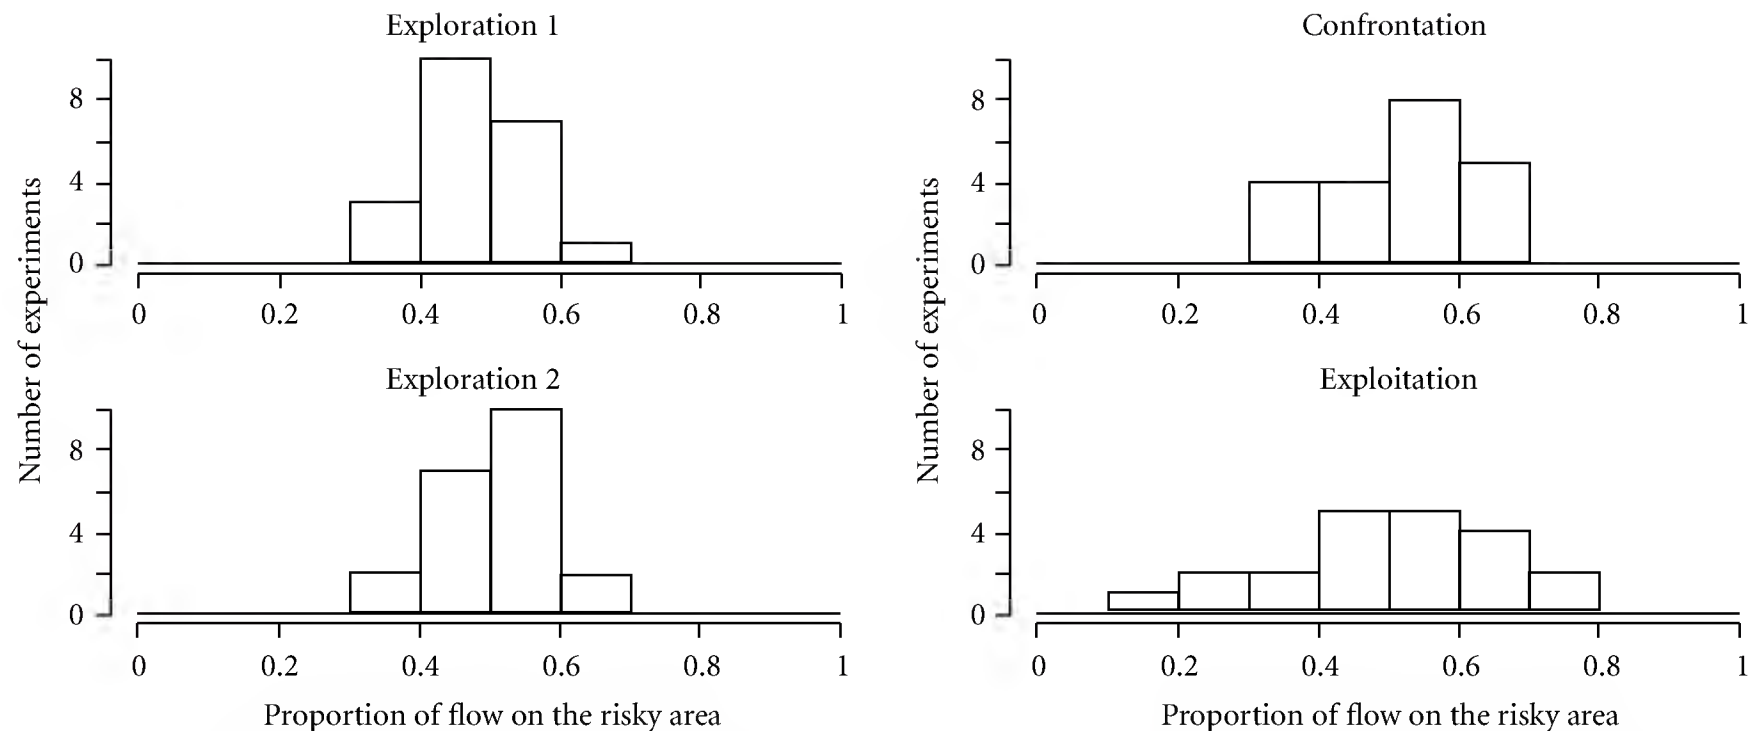 Exploration 1
Number of experiments
8
4
0
0 0.2 0.4 0.6 0.8 1
Exploration 2
8
4
0
0 0.2 0.4 0.6 0.8 1
Proportion of flow on the risky area
Confrontation
Number of experiments
8
4
0
0 0.2 0.4 0.6 0.8 1
Exploitation
8
4
0
0 0.2 0.4 0.6 0.8 1
Proportion of flow on the risky area